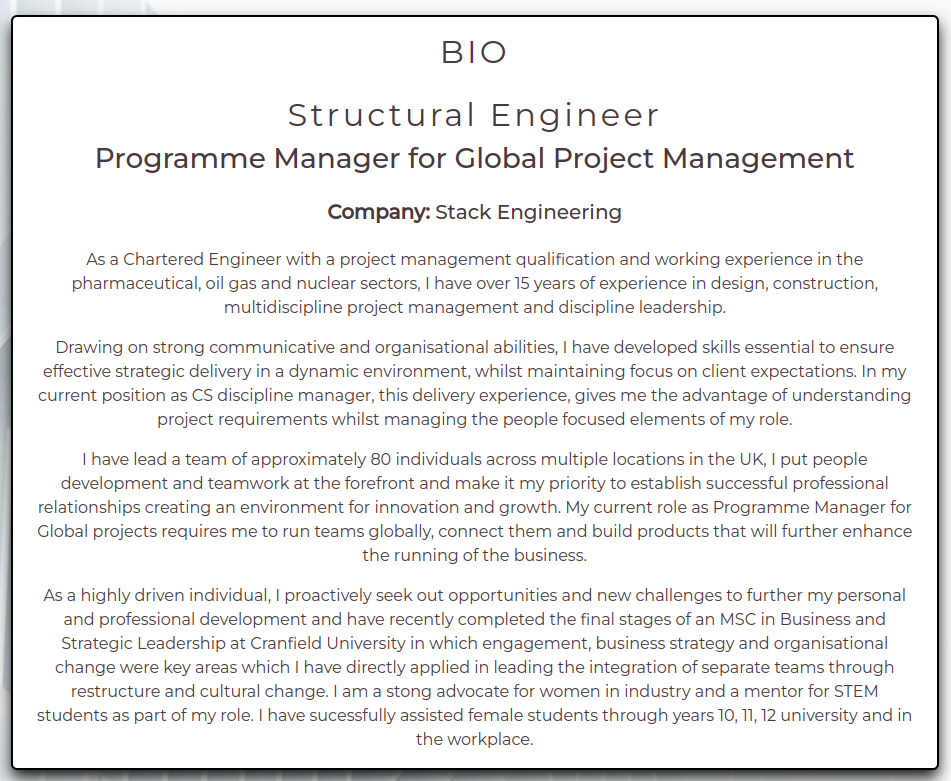 BIO
Structural Engineer
Programme Manager for Global Project Management
Company: Stack Engineering
As a Chartered Engineer with a project management qualification and working experience in the
pharmaceutical, oil gas and nuclear sectors, I have over 15 years of experience in design, construction,
multidiscipline project management and discipline leadership.
Drawing on strong communicative and organisational abilities, I have developed skills essential to ensure
effective strategic delivery in a dynamic environment, whilst maintaining focus on client expectations. In my
current position as CS discipline manager, this delivery experience, gives me the advantage of understanding
project requirements whilst managing the people focused elements of my role.
I have lead a team of approximately 80 individuals across multiple locations in the UK, I put people
development and teamwork at the forefront and make it my priority to establish successful professional
relationships creating an environment for innovation and growth. My current role as Programme Manager for
Global projects requires me to run teams globally, connect them and build products that will further enhance
the running of the business.
As a highly driven individual, I proactively seek out opportunities and new challenges to further my personal
and professional development and have recently completed the final stages of an MSC in Business and
Strategic Leadership at Cranfield University in which engagement, business strategy and organisational
change were key areas which I have directly applied in leading the integration of separate teams through
restructure and cultural change. I am a stong advocate for women in industry and a mentor for STEM
students as part of my role. I have sucessfully assisted female students through years 10, 11, 12 university and in
the workplace.